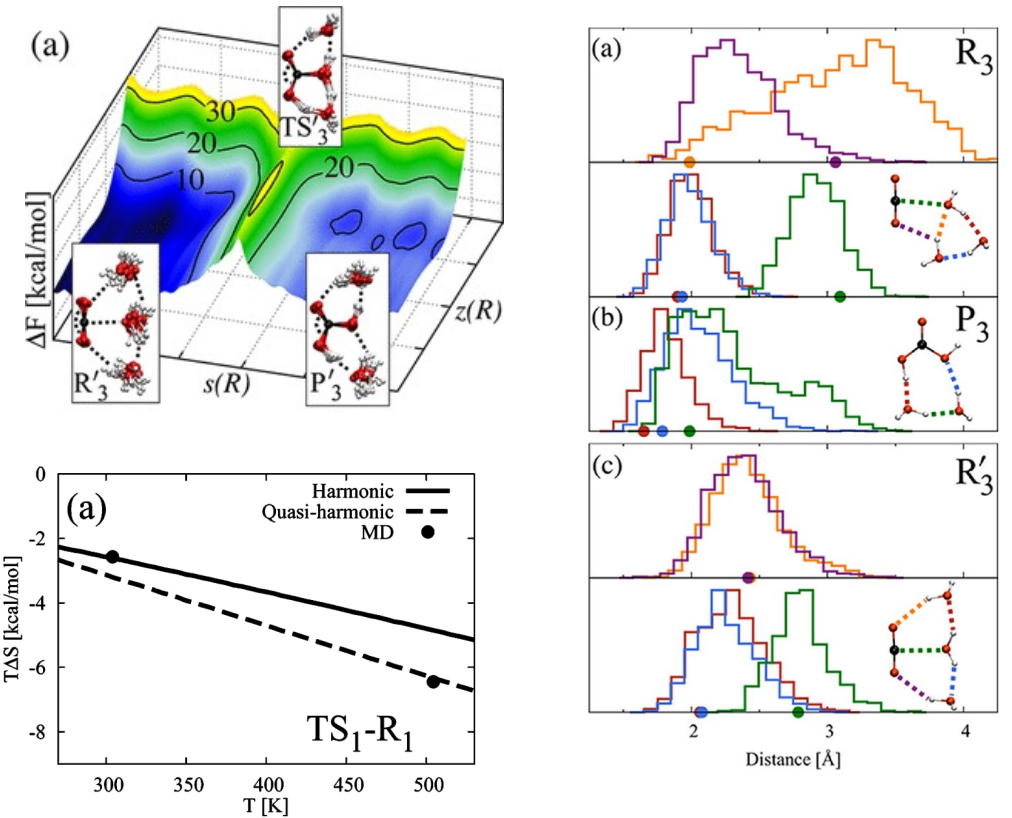 (a)
TS′3
30
20
20
10
ΔF [kcal/mol]
z(R)
s(R)
R′3
P′3
(a)
Harmonic
Quasi-harmonic
MD
0
-2
-4
-6
-8
TΔS [kcal/mol]
TS1-R1
300
350
400
450
500
T [K]
(a)
R3
(b)
P3
(c)
R′3
2
3
4
Distance [Å]